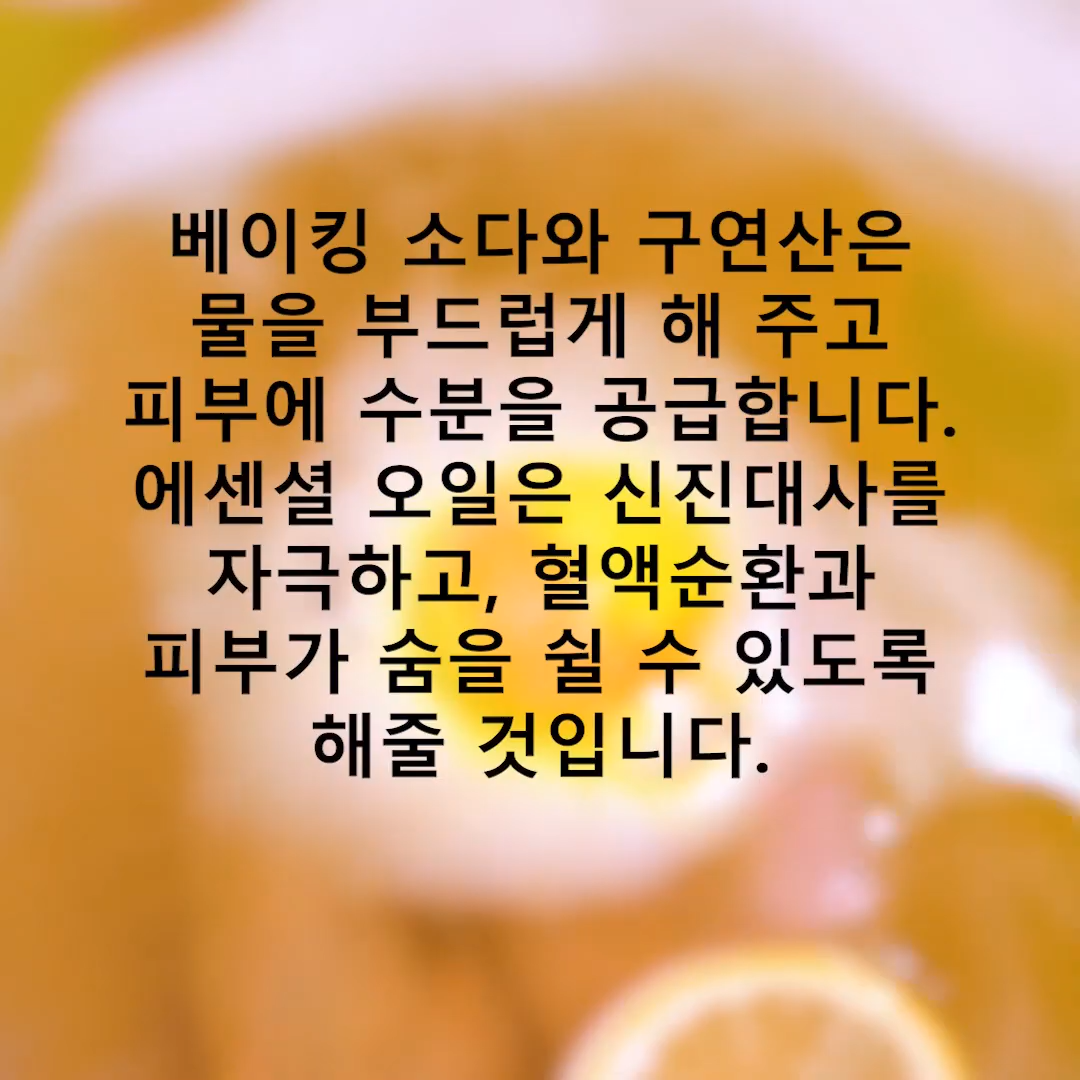 베이킹 소다와 구연산은
물을 부드럽게 해 주고
피부에 수분을 공급합니다.
에센셜 오일은 신진대사를
자극하고, 혈액순환과
피부가 숨을 쉴 수 있도록
해줄 것입니다.